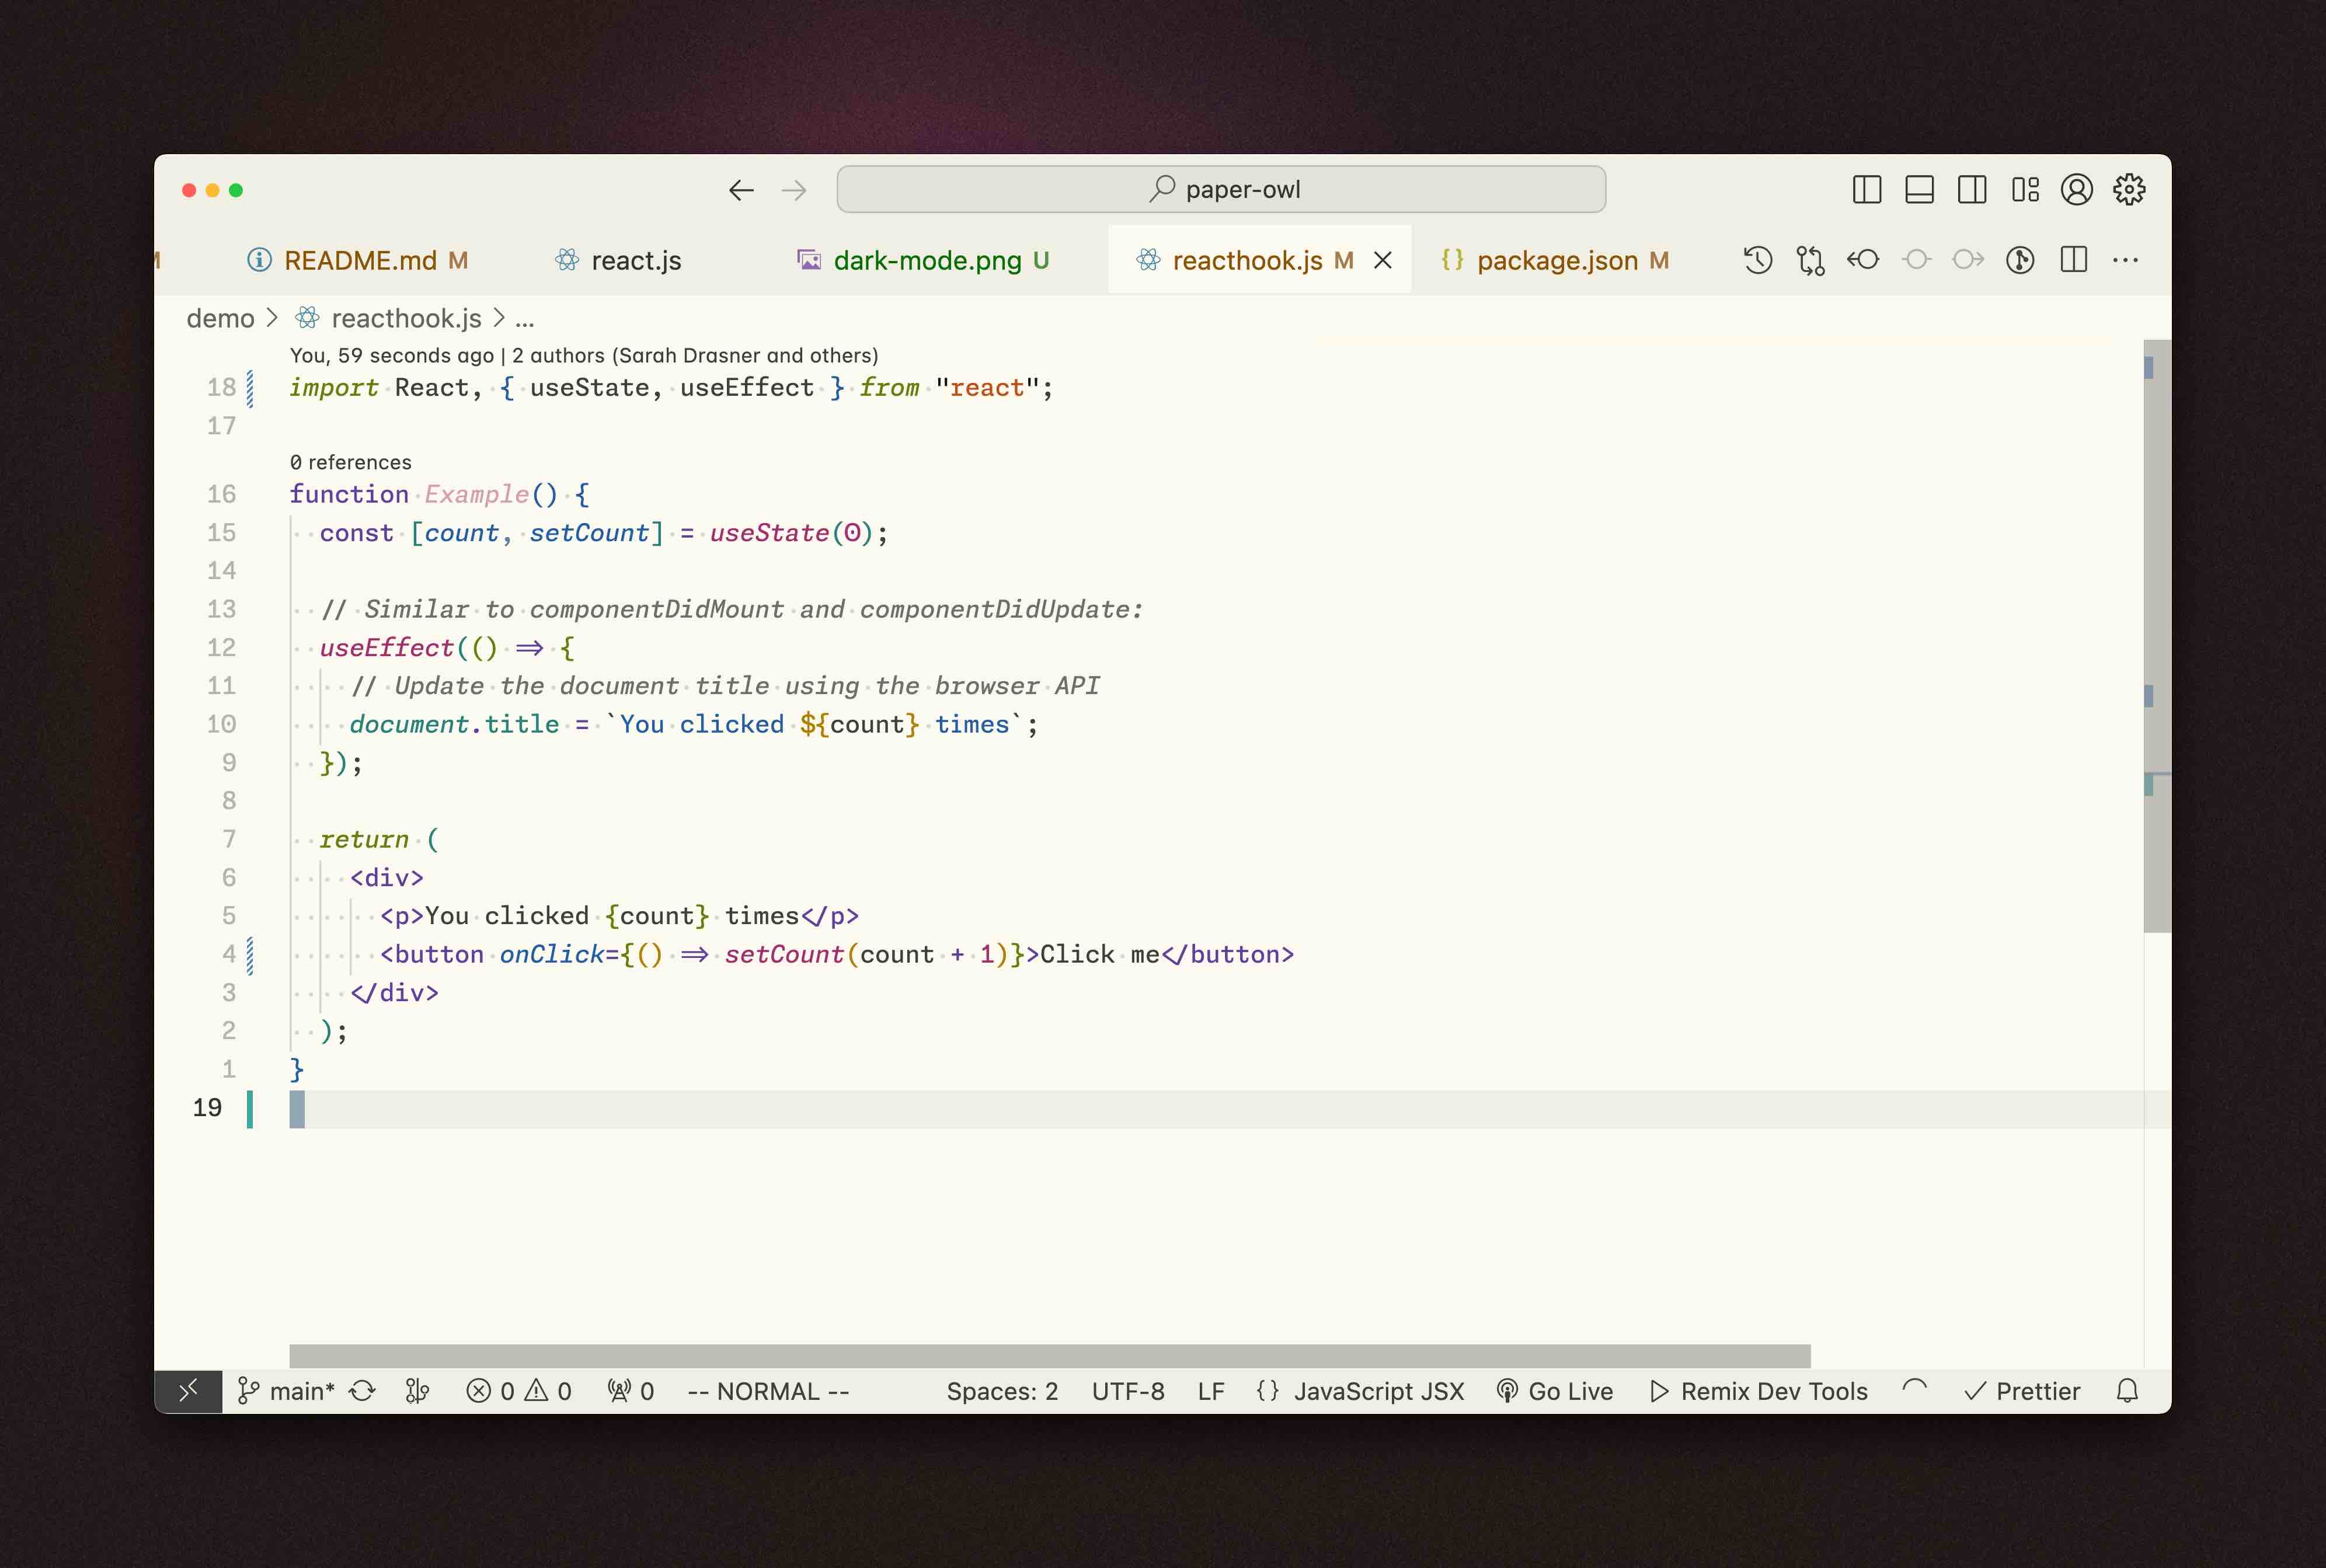 paper-owl
M README.md M react.js dark-mode.png U reacthook.js M package.json M
demo > reacthook.js > ...
You, 59 seconds ago | 2 authors (Sarah Drasner and others)
18 import React, { useState, useEffect } from "react";
17
0 references
16 function Example() {
15 const [count, setCount] = useState(0);
14
13 // Similar to componentDidMount and componentDidUpdate:
12 useEffect(() => {
11 // Update the document title using the browser API
10 document.title = `You clicked ${count} times`;
9 });
8
7 return (
6 <div>
5 <p>You clicked {count} times</p>
4 <button onClick={() => setCount(count + 1)}>Click me</button>
3 </div>
2 );
1 }
19
main* 0 0 0 -- NORMAL -- Spaces: 2 UTF-8 LF {} JavaScript JSX Go Live Remix Dev Tools Prettier